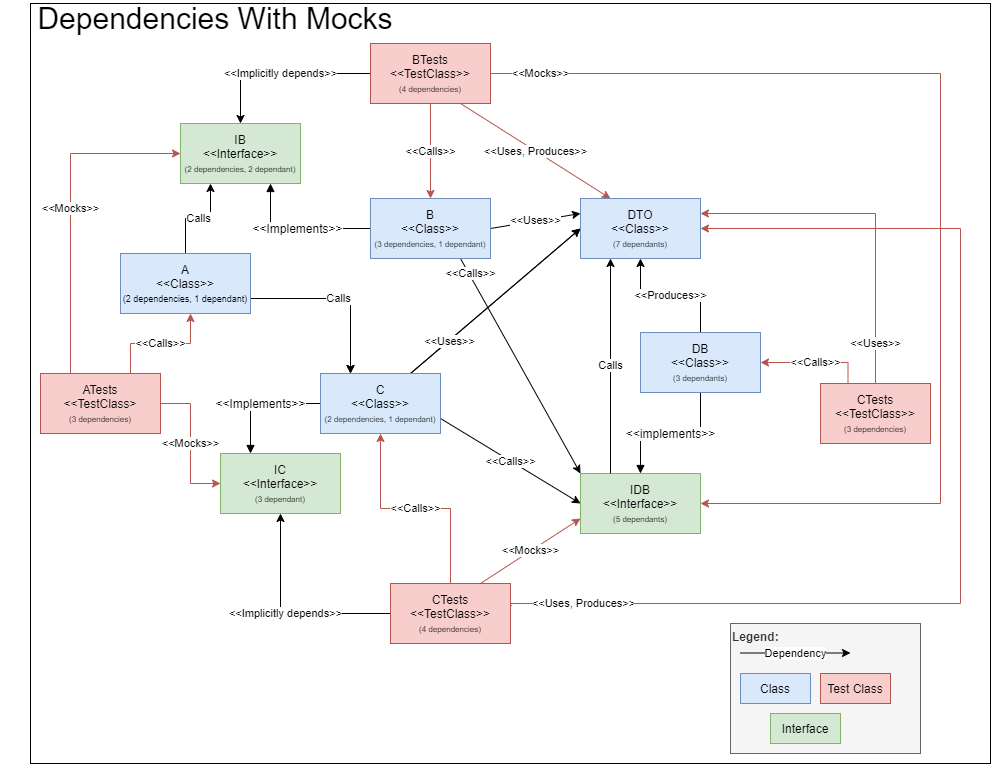 Dependencies With Mocks
BTests
<<TestClass>>
(4 dependencies)
<<Implicitly depends>>
<<Mocks>>
IB
<<Interface>>
(2 dependencies, 2 dependant)
<<Calls>>
<<Uses, Produces>>
<<Mocks>>
Calls
<<Implements>>
B
<<Class>>
(3 dependencies, 1 dependant)
<<Uses>>
DTO
<<Class>>
(7 dependants)
A
<<Class>>
(2 dependencies, 1 dependant)
<<Calls>>
Calls
<<Produces>>
<<Calls>>
<<Uses>>
<<Uses>>
DB
<<Class>>
(3 dependants)
Calls
<<Calls>>
ATests
<<TestClass>
(3 dependencies)
<<Implements>>
C
<<Class>>
(2 dependencies, 1 dependant)
CTests
<<TestClass>>
(3 dependencies)
<<Mocks>>
<<implements>>
IC
<<Interface>>
(3 dependant)
<<Calls>>
IDB
<<Interface>>
(5 dependants)
<<Calls>>
<<Mocks>>
CTests
<<TestClass>>
(4 dependencies)
<<Implicitly depends>>
<<Uses, Produces>>
Legend:
Dependency
Class
Test Class
Interface